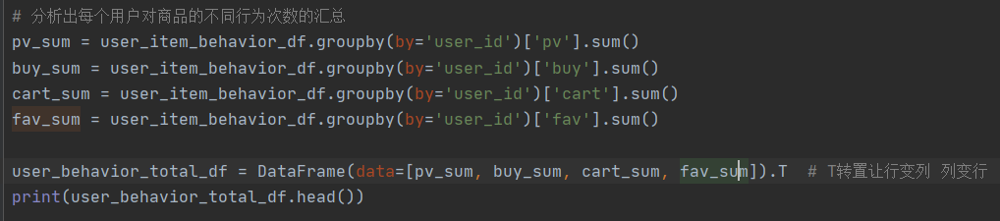 # 分析出每个用户对商品的不同行为次数的汇总
pv_sum = user_item_behavior_df.groupby(by='user_id')['pv'].sum()
buy_sum = user_item_behavior_df.groupby(by='user_id')['buy'].sum()
cart_sum = user_item_behavior_df.groupby(by='user_id')['cart'].sum()
fav_sum = user_item_behavior_df.groupby(by='user_id')['fav'].sum()
user_behavior_total_df = DataFrame(data=[pv_sum, buy_sum, cart_sum, fav_sum]).T  # T转置让行变列 列变行
print(user_behavior_total_df.head())